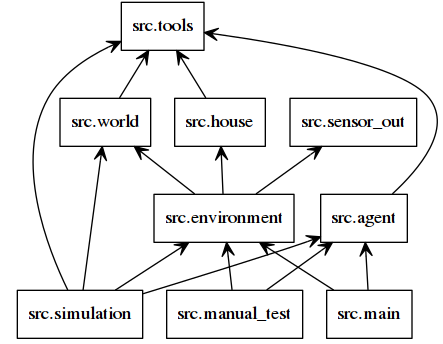 src.tools
src.world
src.house
src.sensor_out
src.environment
src.agent
src.simulation
src.manual_test
src.main